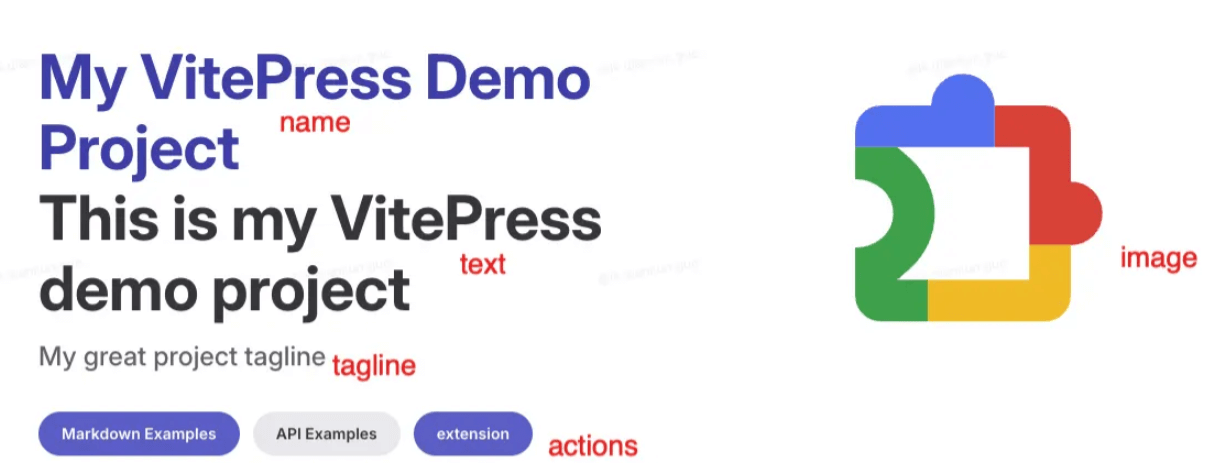 My VitePress Demo
Project
name
This is my VitePress
demo project
text
image
My great project tagline
tagline
Markdown Examples
API Examples
extension
actions